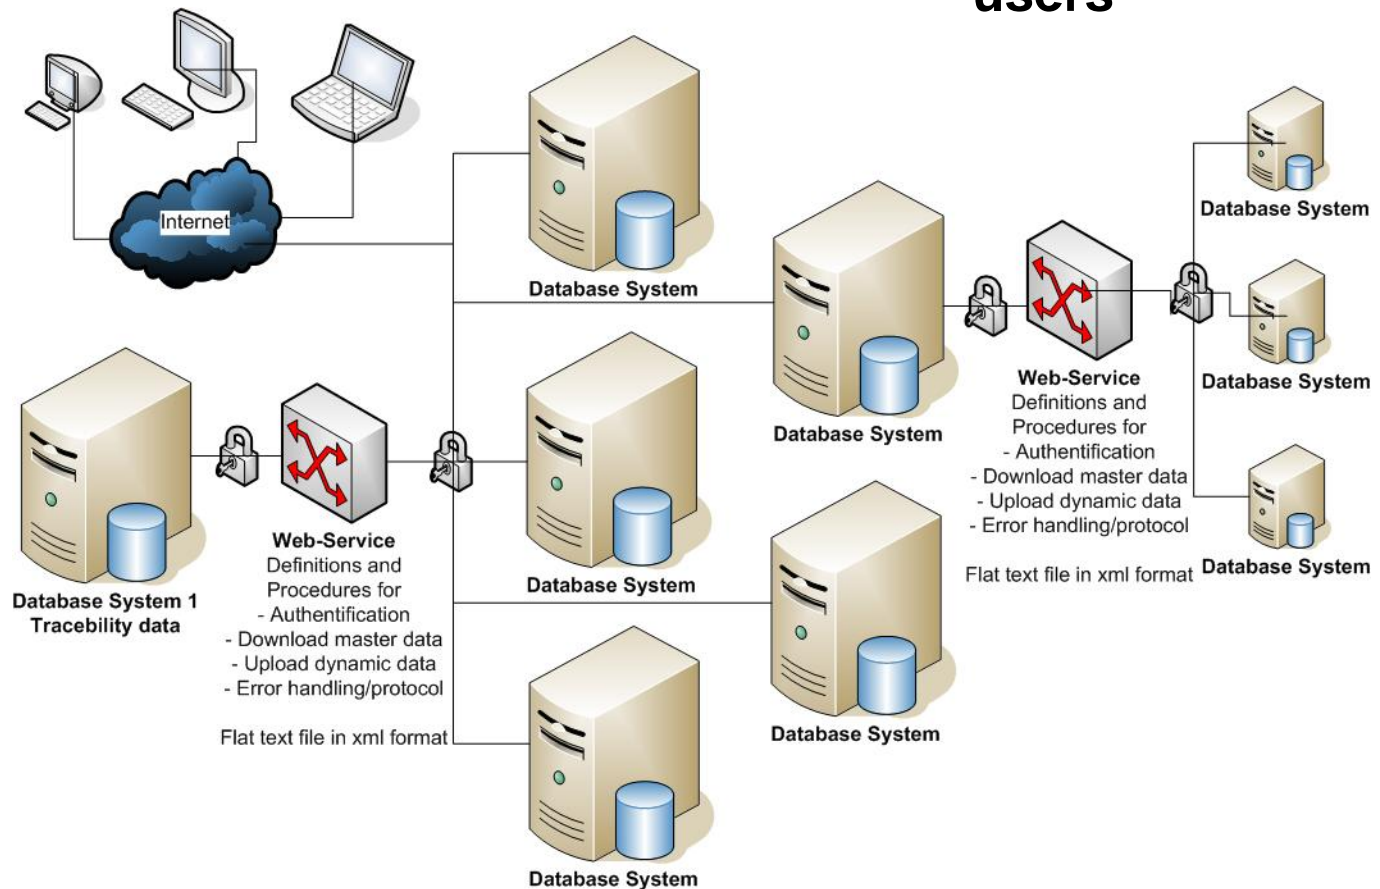 users
Internet
Database System
Database System
Database System
Database System
Web-Service
Definitions and
Procedures for
- Authentification
- Download master data
- Upload dynamic data
- Error handling/protocol
Flat text file in xml format
Database System
Database System
Database System 1
Tracebility data
Web-Service
Definitions and
Procedures for
- Authentification
- Download master data
- Upload dynamic data
- Error handling/protocol
Flat text file in xml format
Database System
Database System
Database System